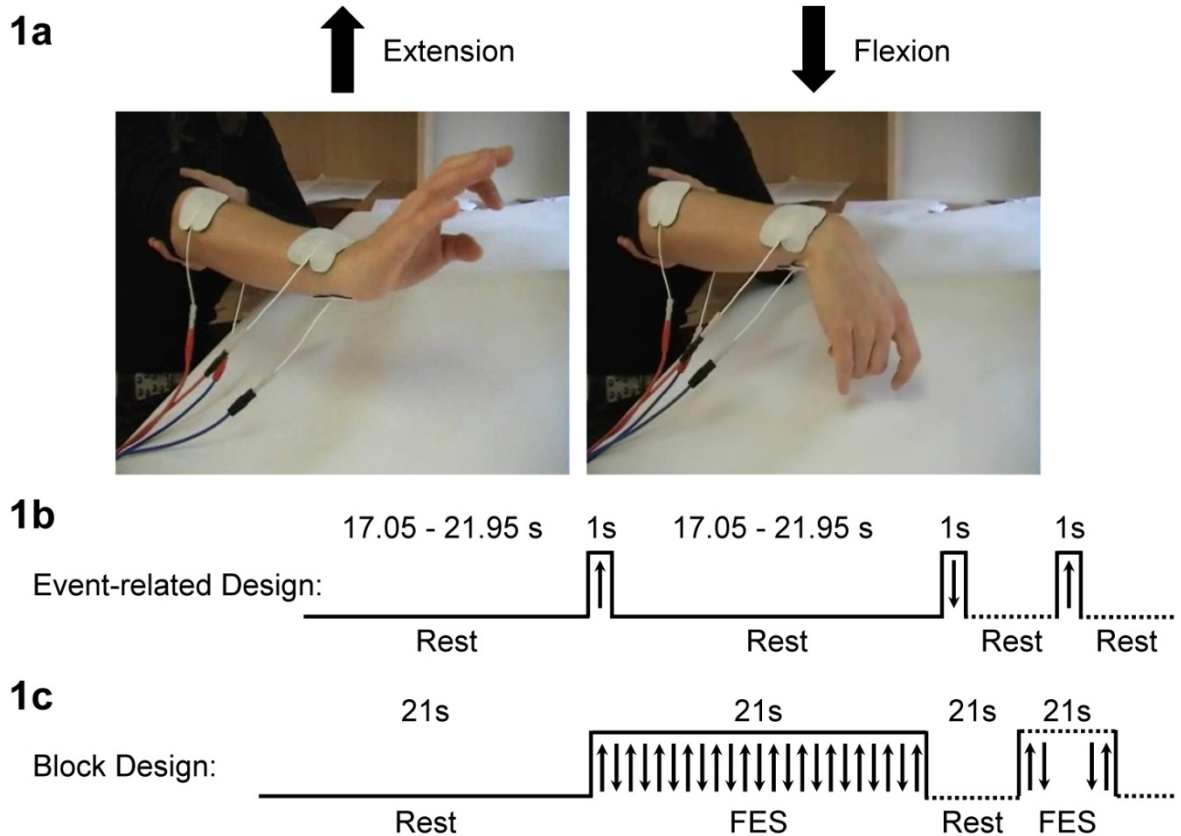 1a
Extension
Flexion
1b
17.05 - 21.95 s 1s 17.05 - 21.95 s 1s 1s
Event-related Design:
Rest Rest Rest Rest
1c
21s 21s 21s 21s
Block Design:
Rest FES Rest FES